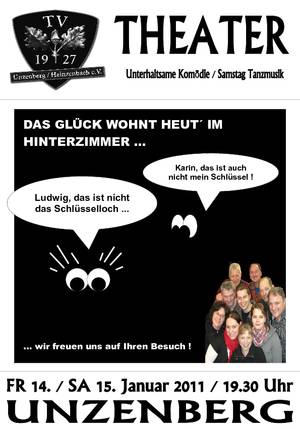 TV
19 27
Unzenberg / Heinzenbach e.V.
THEATER
Unterhaltsame Komödie / Samstag Tanzmusik
DAS GLÜCK WOHNT HEUT´ IM
HINTERZIMMER ...
Karin, das ist auch
nicht mein Schlüssel !
Ludwig, das ist nicht
das Schlüsselloch ...
... wir freuen uns auf Ihren Besuch !
FR 14. / SA 15. Januar 2011 / 19.30 Uhr
UNZENBERG